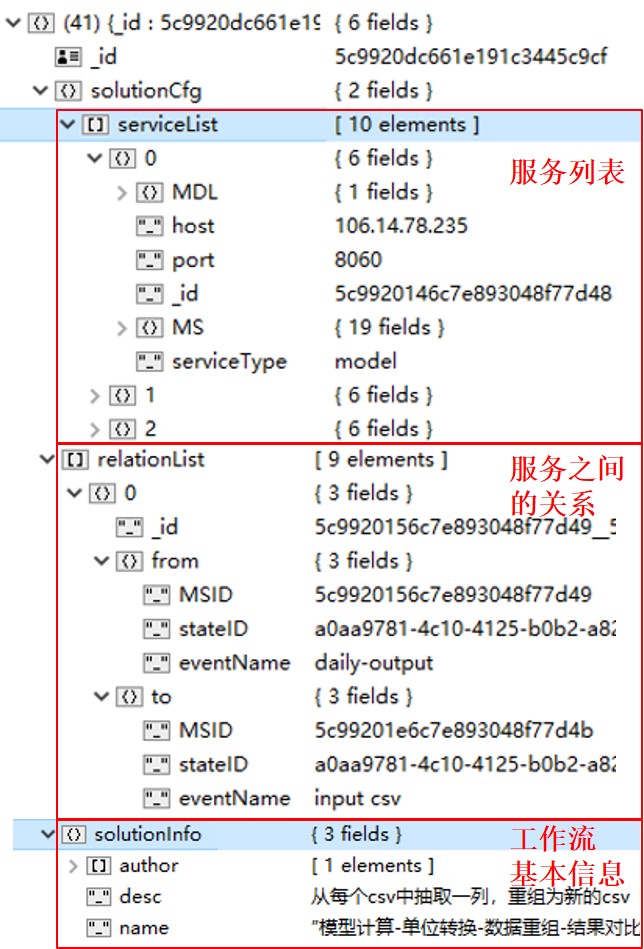 (41) {_id : 5c9920dc661e19 { 6 fields }
_id 5c9920dc661e191c3445c9cf
solutionCfg { 2 fields }
serviceList [ 10 elements ]
0 { 6 fields }
服务列表
MDL { 1 fields }
host 106.14.78.235
port 8060
_id 5c9920146c7e893048f77d48
MS { 19 fields }
serviceType model
1 { 6 fields }
2 { 6 fields }
relationList [ 9 elements ]
服务之间
的关系
0 { 3 fields }
_id 5c9920156c7e893048f77d49__5
from { 3 fields }
MSID 5c9920156c7e893048f77d49
stateID a0aa9781-4c10-4125-b0b2-a82
eventName daily-output
to { 3 fields }
MSID 5c99201e6c7e893048f77d4b
stateID a0aa9781-4c10-4125-b0b2-a82
eventName input csv
solutionInfo { 3 fields }
工作流
基本信息
author [ 1 elements ]
desc 从每个csv中抽取一列，重组为新的csv
name "模型计算-单位转换-数据重组-结果对比